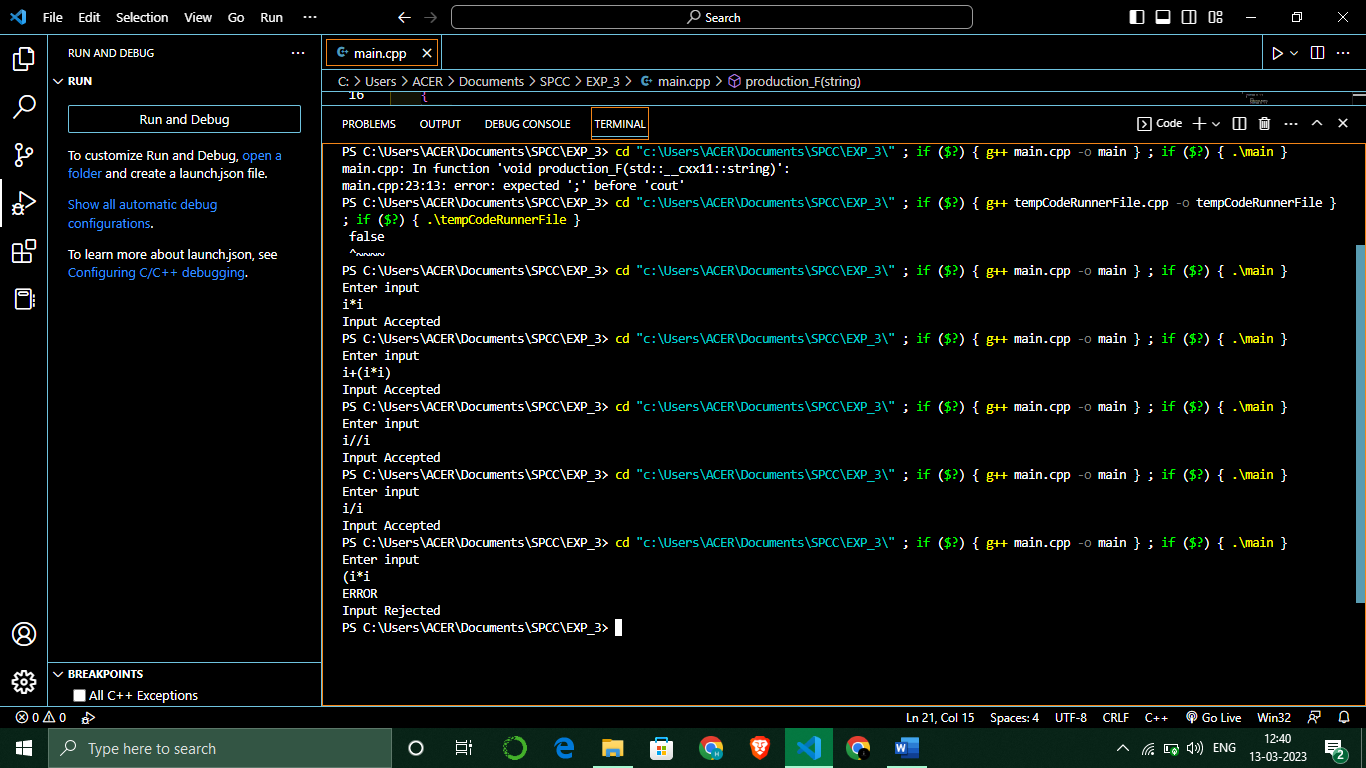 File Edit Selection View Go Run ··· Search
RUN AND DEBUG ···
RUN
Run and Debug
To customize Run and Debug, open a
folder and create a launch.json file.
Show all automatic debug
configurations.
To learn more about launch.json, see
Configuring C/C++ debugging.
BREAKPOINTS
All C++ Exceptions
main.cpp
C: > Users > ACER > Documents > SPCC > EXP_3 > main.cpp > production_F(string)
16 {
PROBLEMS OUTPUT DEBUG CONSOLE TERMINAL Code
PS C:\Users\ACER\Documents\SPCC\EXP_3> cd "c:\Users\ACER\Documents\SPCC\EXP_3\" ; if ($?) { g++ main.cpp -o main } ; if ($?) { .\main }
main.cpp: In function 'void production_F(std::__cxx11::string)':
main.cpp:23:13: error: expected ';' before 'cout'
PS C:\Users\ACER\Documents\SPCC\EXP_3> cd "c:\Users\ACER\Documents\SPCC\EXP_3\" ; if ($?) { g++ tempCodeRunnerFile.cpp -o tempCodeRunnerFile }
; if ($?) { .\tempCodeRunnerFile }
false
^~~~~
PS C:\Users\ACER\Documents\SPCC\EXP_3> cd "c:\Users\ACER\Documents\SPCC\EXP_3\" ; if ($?) { g++ main.cpp -o main } ; if ($?) { .\main }
Enter input
i*i
Input Accepted
PS C:\Users\ACER\Documents\SPCC\EXP_3> cd "c:\Users\ACER\Documents\SPCC\EXP_3\" ; if ($?) { g++ main.cpp -o main } ; if ($?) { .\main }
Enter input
i+(i*i)
Input Accepted
PS C:\Users\ACER\Documents\SPCC\EXP_3> cd "c:\Users\ACER\Documents\SPCC\EXP_3\" ; if ($?) { g++ main.cpp -o main } ; if ($?) { .\main }
Enter input
i//i
Input Accepted
PS C:\Users\ACER\Documents\SPCC\EXP_3> cd "c:\Users\ACER\Documents\SPCC\EXP_3\" ; if ($?) { g++ main.cpp -o main } ; if ($?) { .\main }
Enter input
i/i
Input Accepted
PS C:\Users\ACER\Documents\SPCC\EXP_3> cd "c:\Users\ACER\Documents\SPCC\EXP_3\" ; if ($?) { g++ main.cpp -o main } ; if ($?) { .\main }
Enter input
(i*i
ERROR
Input Rejected
PS C:\Users\ACER\Documents\SPCC\EXP_3>
0 0 Ln 21, Col 15 Spaces: 4 UTF-8 CRLF C++ Go Live Win32
Type here to search ENG 12:40
13-03-2023 2